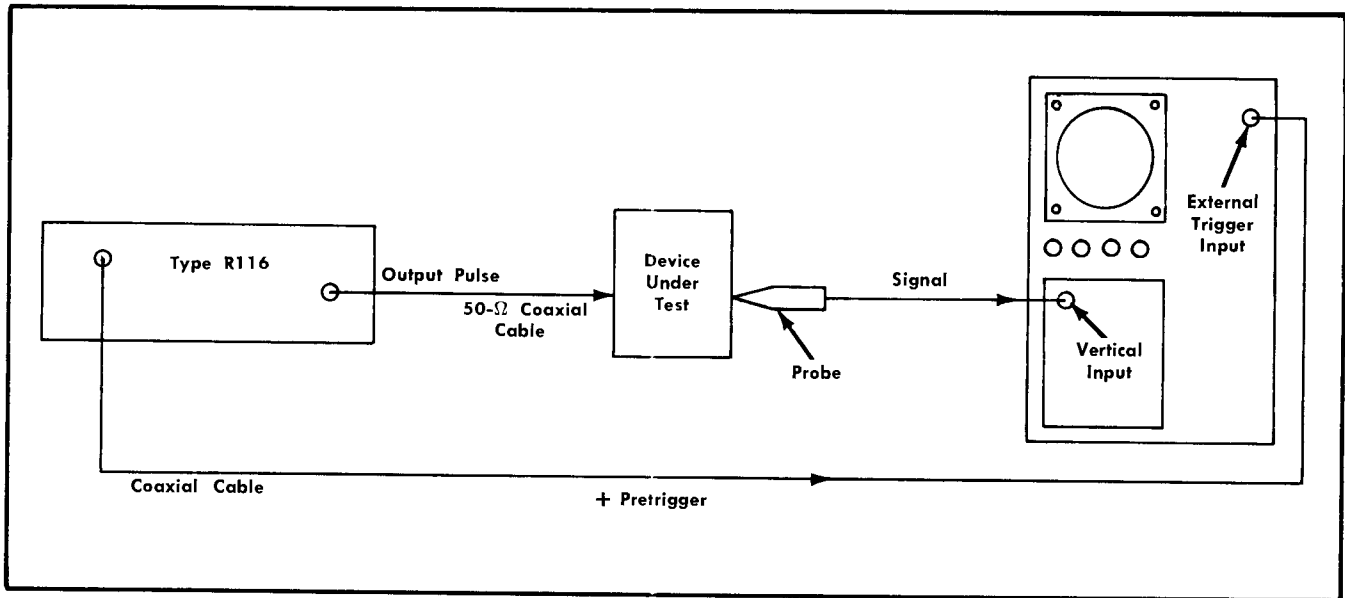 Type R116
Output Pulse
50-Ω Coaxial
Cable
Device
Under
Test
Probe
Signal
External
Trigger
Input
Vertical
Input
Coaxial Cable
+ Pretrigger